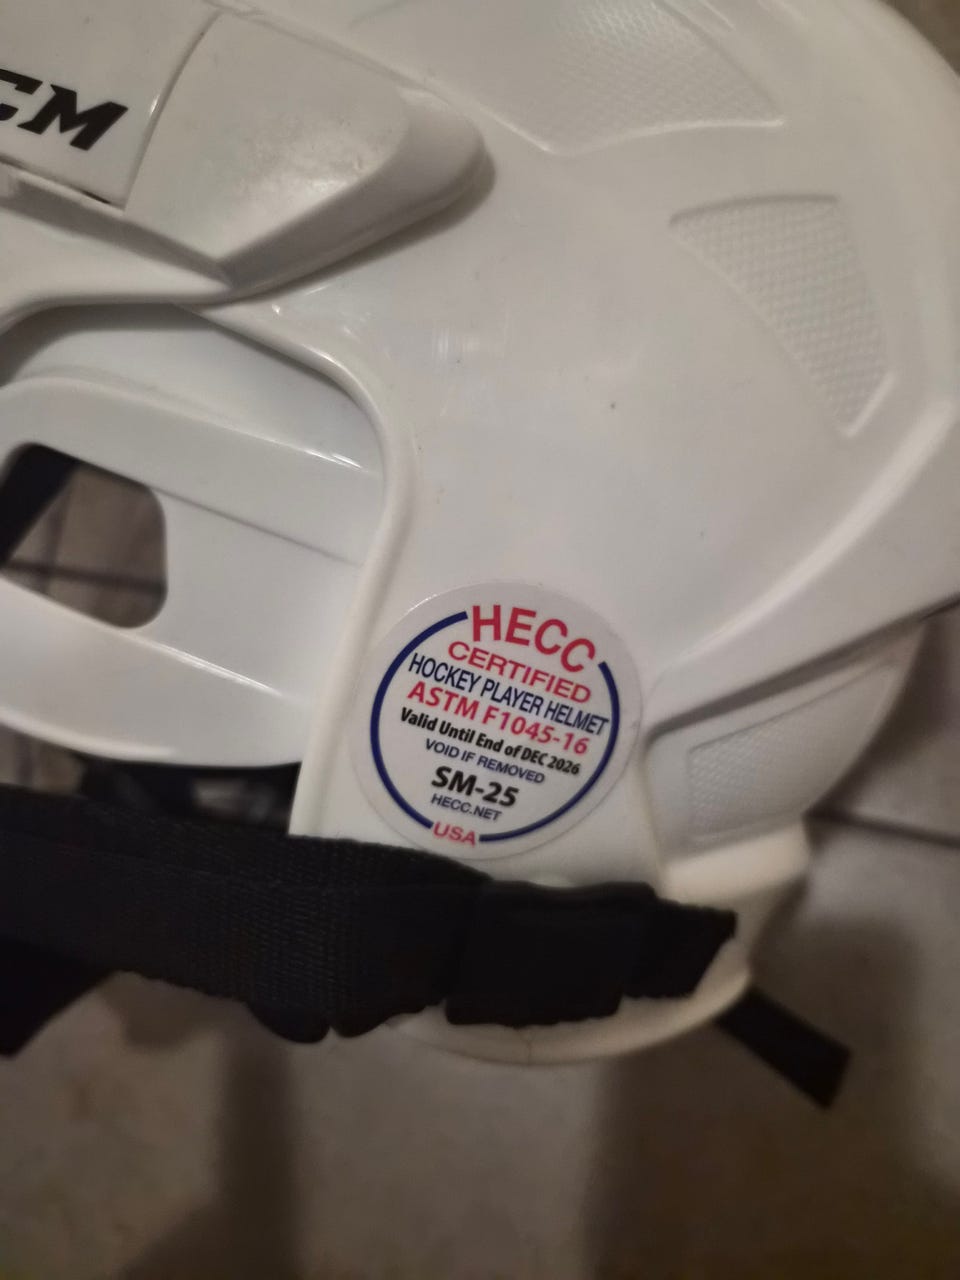 CM
HECC
CERTIFIED
HOCKEY PLAYER HELMET
ASTM F1045-16
Valid Until End of DEC 2026
VOID IF REMOVED
SM-25
HECC.NET
USA